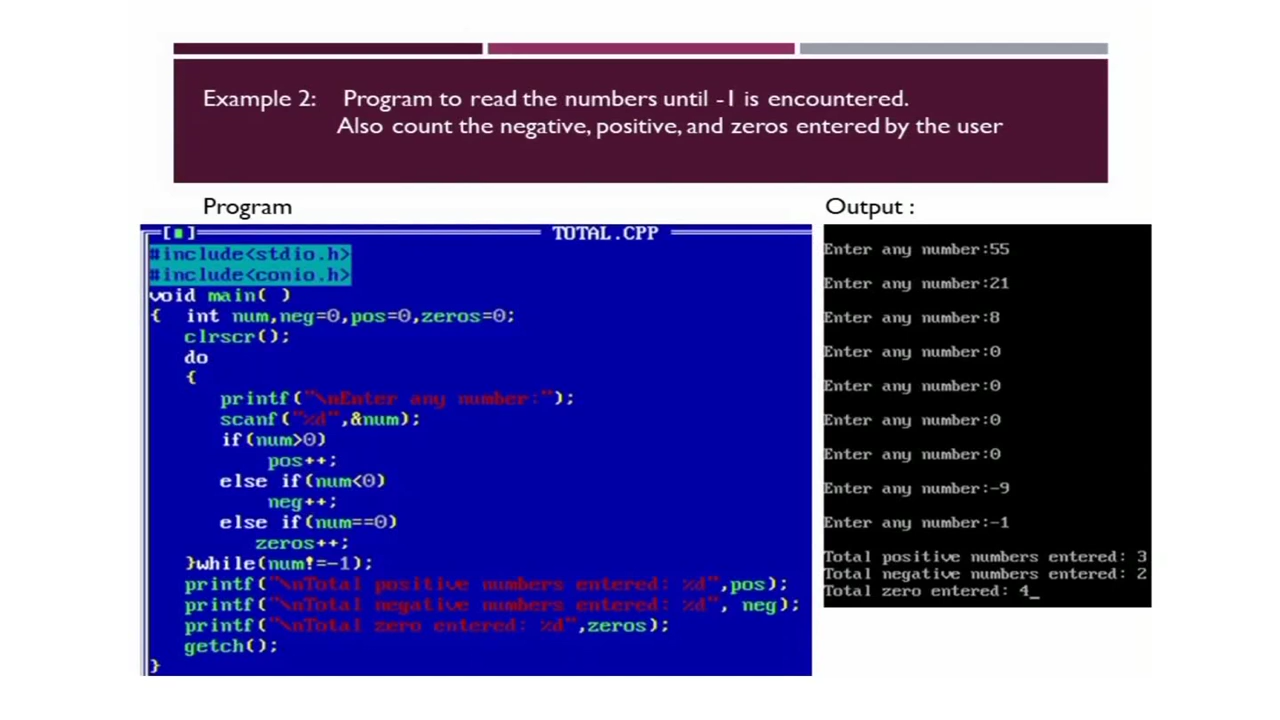 Example 2: Program to read the numbers until -1 is encountered.
Also count the negative, positive, and zeros entered by the user
Program
TOTAL.CPP
#include<stdio.h>
#include<conio.h>
void main( )
{ int num,neg=0,pos=0,zeros=0;
clrscr();
do
{
printf("\nEnter any number:");
scanf("%d",&num);
if(num>0)
pos++;
else if(num<0)
neg++;
else if(num==0)
zeros++;
}while(num!=-1);
printf("\nTotal positive numbers entered: %d",pos);
printf("\nTotal negative numbers entered: %d", neg);
printf("\nTotal zero entered: %d",zeros);
getch();
}
Output :
Enter any number:55
Enter any number:21
Enter any number:8
Enter any number:0
Enter any number:0
Enter any number:0
Enter any number:0
Enter any number:-9
Enter any number:-1
Total positive numbers entered: 3
Total negative numbers entered: 2
Total zero entered: 4_